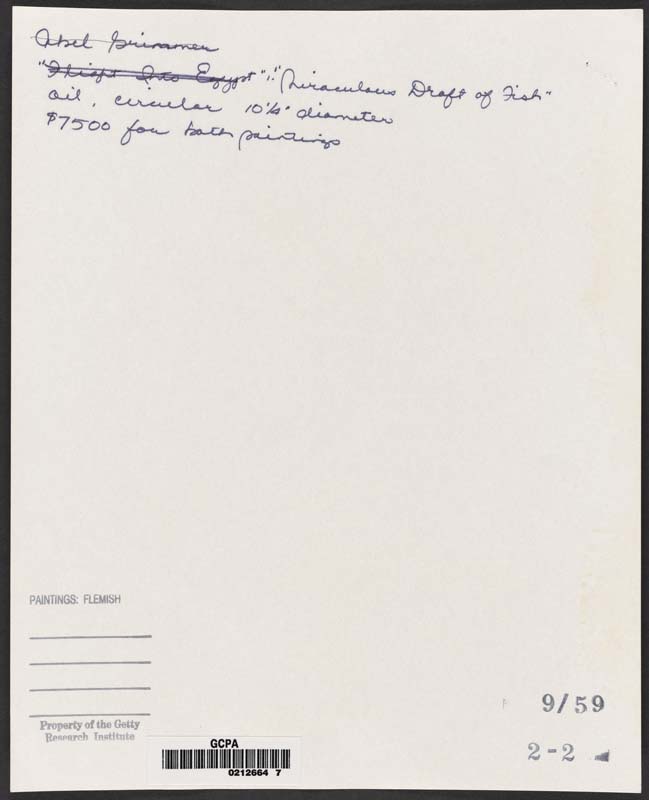 Abel Grimmer
"Flight Into Egypt": "Miraculous Draft of Fish"
oil, circular 10¼" diameter
$7500 for both paintings
PAINTINGS: FLEMISH
Property of the Getty
Research Institute
GCPA
0212664 7
9/59
2-2